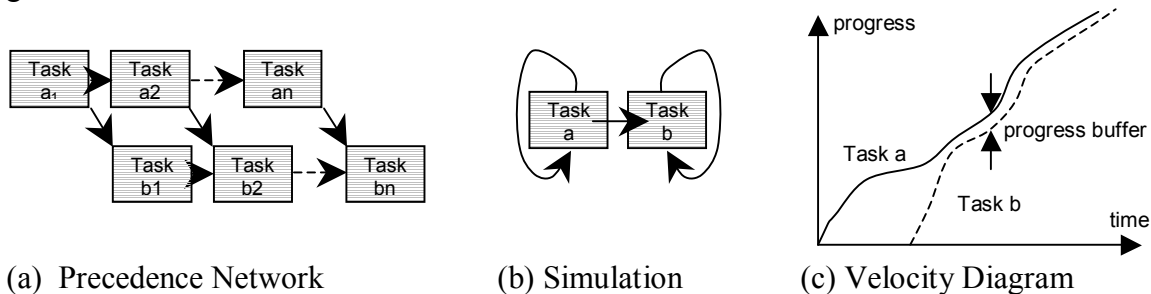 Task
a₁
Task
a2
Task
an
Task
b1
Task
b2
Task
bn
(a) Precedence Network
Task
a
Task
b
(b) Simulation
progress
progress buffer
Task a
Task b
time
(c) Velocity Diagram